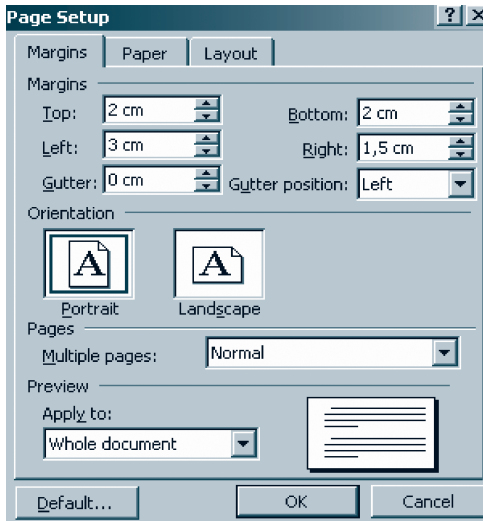 Page Setup
Margins Paper Layout
Margins
Top: 2 cm Bottom: 2 cm
Left: 3 cm Right: 1,5 cm
Gutter: 0 cm Gutter position: Left
Orientation
A A
Portrait Landscape
Pages
Multiple pages: Normal
Preview
Apply to:
Whole document
Default... OK Cancel